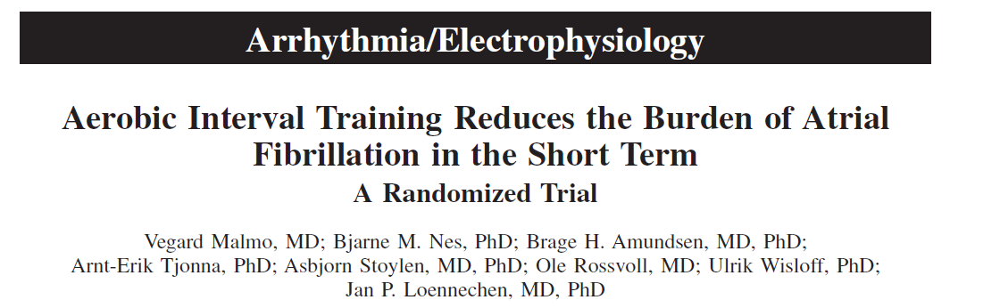 Arrhythmia/Electrophysiology
Aerobic Interval Training Reduces the Burden of Atrial
Fibrillation in the Short Term
A Randomized Trial
Vegard Malmo, MD; Bjarne M. Nes, PhD; Brage H. Amundsen, MD, PhD;
Arnt-Erik Tjonna, PhD; Asbjorn Stoylen, MD, PhD; Ole Rossvoll, MD; Ulrik Wisloff, PhD;
Jan P. Loennechen, MD, PhD